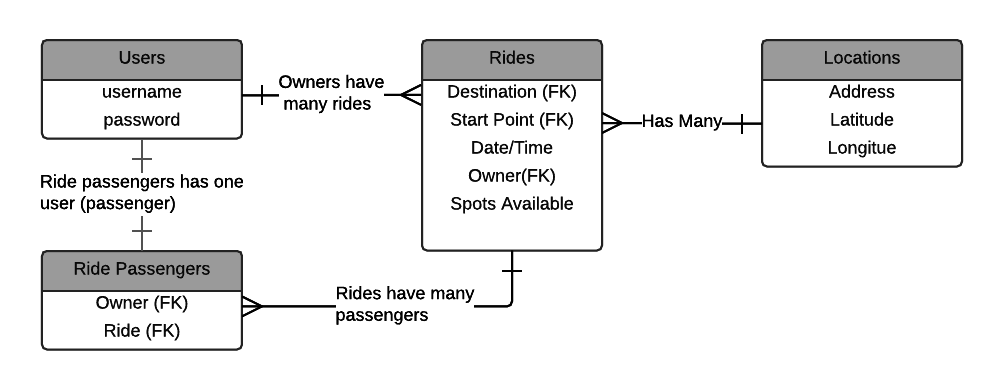 Users
username
password
Owners have
many rides
Rides
Destination (FK)
Start Point (FK)
Date/Time
Owner(FK)
Spots Available
Has Many
Locations
Address
Latitude
Longitue
Ride passengers has one
user (passenger)
Ride Passengers
Owner (FK)
Ride (FK)
Rides have many
passengers